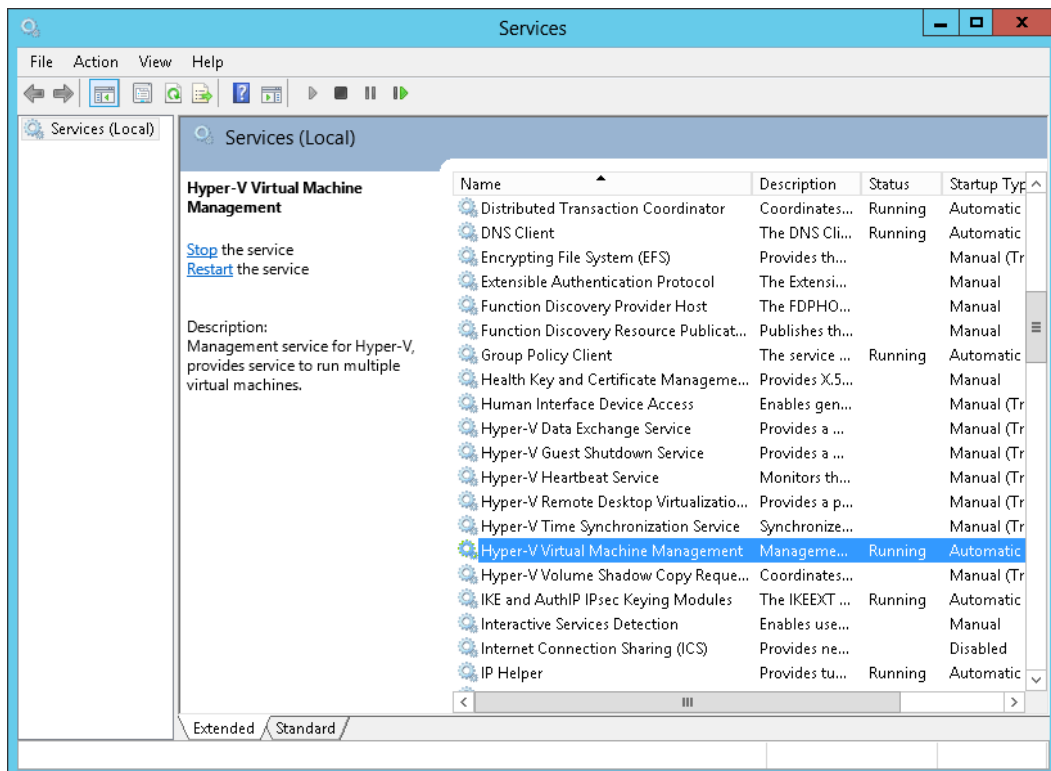 Services
File Action View Help
Services (Local)
Services (Local)
Hyper-V Virtual Machine
Management
Stop the service
Restart the service
Description:
Management service for Hyper-V,
provides service to run multiple
virtual machines.
Name Description Status Startup Typ
Distributed Transaction Coordinator Coordinates... Running Automatic
DNS Client The DNS Cli... Running Automatic
Encrypting File System (EFS) Provides th... Manual (Tr
Extensible Authentication Protocol The Extensi... Manual
Function Discovery Provider Host The FDPHO... Manual
Function Discovery Resource Publicat... Publishes th... Manual
Group Policy Client The service ... Running Automatic
Health Key and Certificate Manageme... Provides X.5... Manual
Human Interface Device Access Enables gen... Manual (Tr
Hyper-V Data Exchange Service Provides a ... Manual (Tr
Hyper-V Guest Shutdown Service Provides a ... Manual (Tr
Hyper-V Heartbeat Service Monitors th... Manual (Tr
Hyper-V Remote Desktop Virtualizatio... Provides a p... Manual (Tr
Hyper-V Time Synchronization Service Synchronize... Manual (Tr
Hyper-V Virtual Machine Management Manageme... Running Automatic
Hyper-V Volume Shadow Copy Reque... Coordinates... Manual (Tr
IKE and AuthIP IPsec Keying Modules The IKEEXT ... Running Automatic
Interactive Services Detection Enables use... Manual
Internet Connection Sharing (ICS) Provides ne... Disabled
IP Helper Provides tu... Running Automatic
Extended Standard